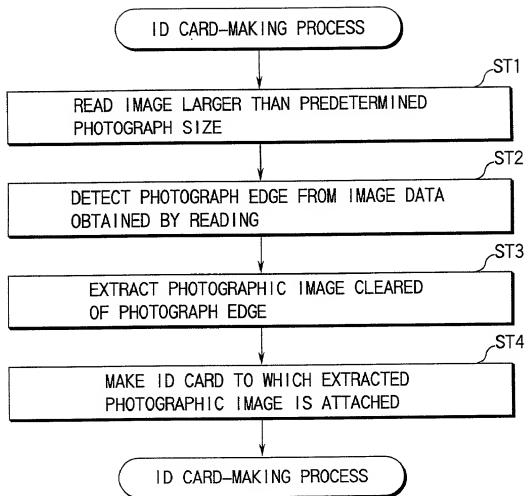 ID CARD-MAKING PROCESS
ST1
READ IMAGE LARGER THAN PREDETERMINED
PHOTOGRAPH SIZE
ST2
DETECT PHOTOGRAPH EDGE FROM IMAGE DATA
OBTAINED BY READING
ST3
EXTRACT PHOTOGRAPHIC IMAGE CLEARED
OF PHOTOGRAPH EDGE
ST4
MAKE ID CARD TO WHICH EXTRACTED
PHOTOGRAPHIC IMAGE IS ATTACHED
ID CARD-MAKING PROCESS